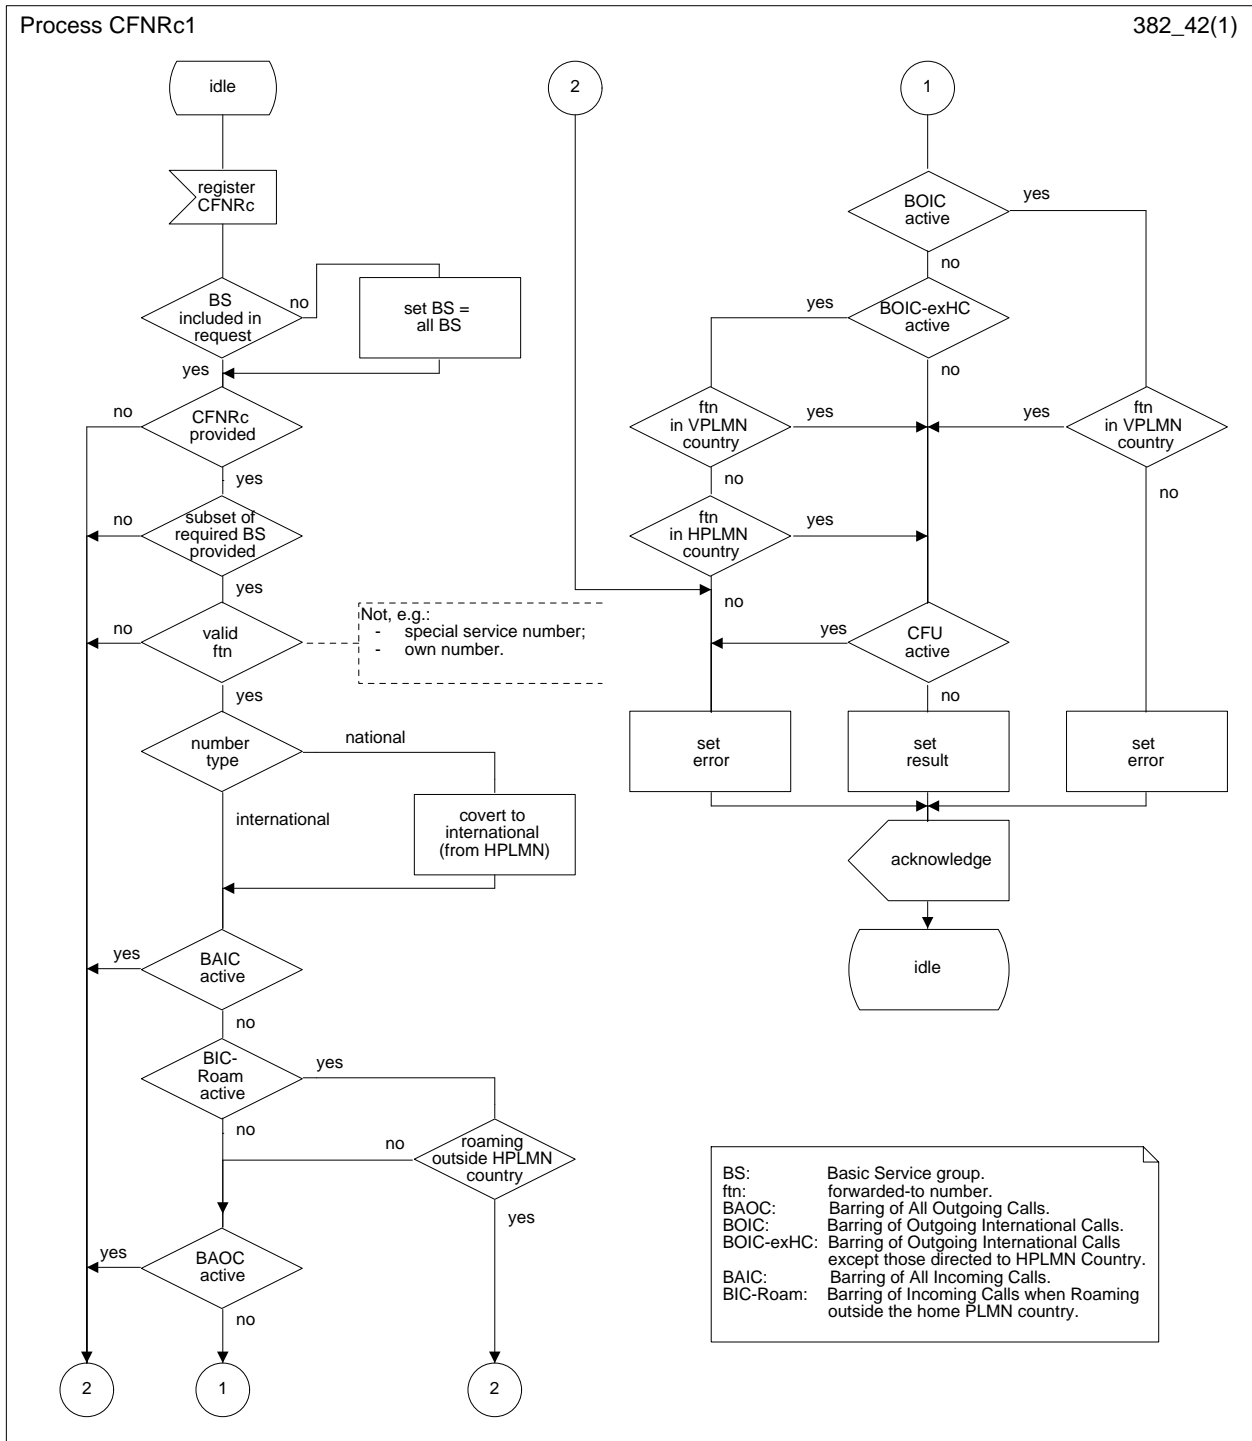 Process CFNRc1
382_42(1)
idle
register
CFNRc
BS
included in
request
no
set BS =
all BS
yes
CFNRc
provided
no
yes
subset of
required BS
provided
no
yes
valid
ftn
no
Not, e.g.:
- special service number;
- own number.
yes
number
type
national
international
covert to
international
(from HPLMN)
BAIC
active
yes
no
BIC-
Roam
active
yes
no
roaming
outside HPLMN
country
no
yes
BAOC
active
yes
no
2
1
2
2
1
BOIC
active
yes
no
BOIC-exHC
active
yes
no
ftn
in VPLMN
country
yes
yes
ftn
in VPLMN
country
no
no
ftn
in HPLMN
country
yes
no
CFU
active
yes
no
set
error
set
result
set
error
acknowledge
idle
BS: Basic Service group.
ftn: forwarded-to number.
BAOC: Barring of All Outgoing Calls.
BOIC: Barring of Outgoing International Calls.
BOIC-exHC: Barring of Outgoing International Calls
except those directed to HPLMN Country.
BAIC: Barring of All Incoming Calls.
BIC-Roam: Barring of Incoming Calls when Roaming
outside the home PLMN country.